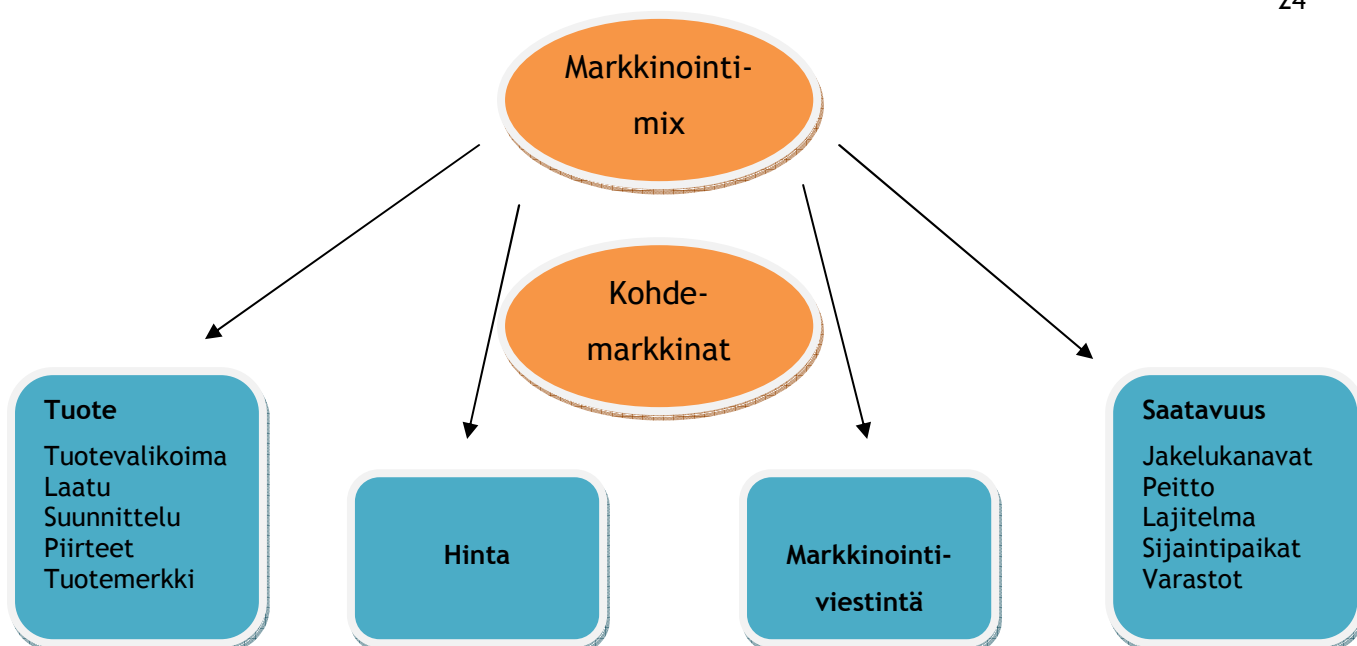 24
Markkinointi-
mix
Kohde-
markkinat
Tuote
Tuotevalikoima
Laatu
Suunnittelu
Piirteet
Tuotemerkki
Hinta
Markkinointi-
viestintä
Saatavuus
Jakelukanavat
Peitto
Lajitelma
Sijaintipaikat
Varastot